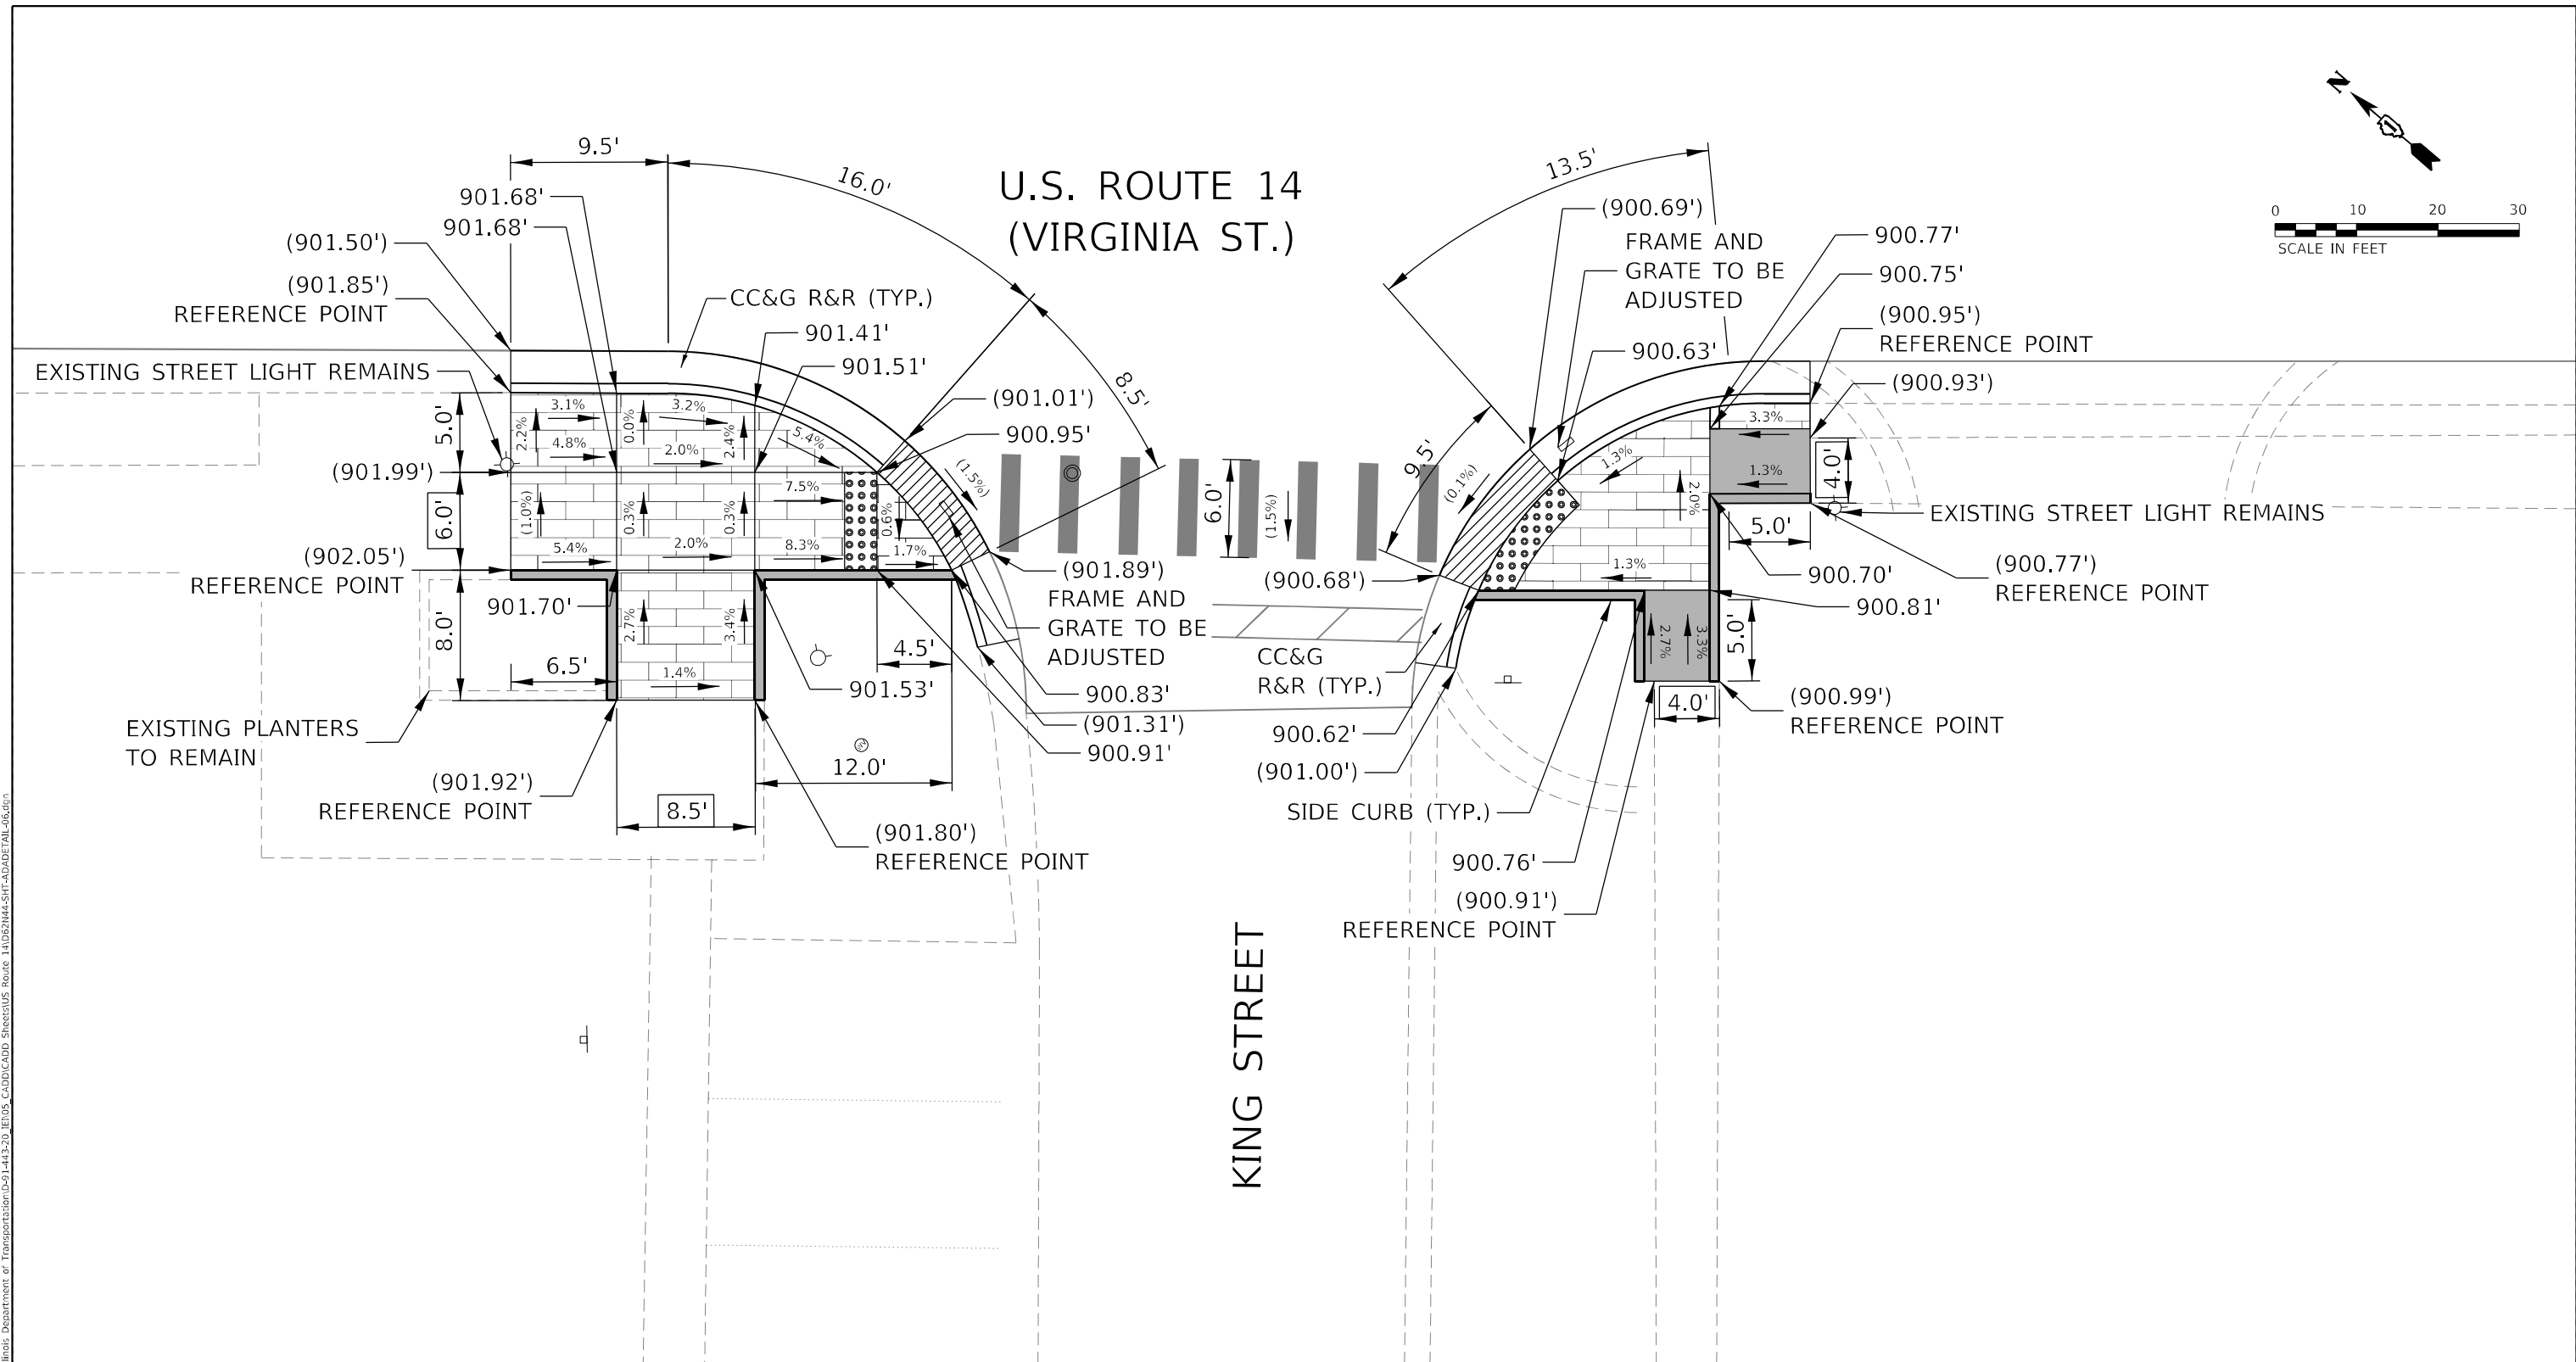 N
0 10 20 30
SCALE IN FEET
U.S. ROUTE 14
(VIRGINIA ST.)
9.5'
16.0'
8.5'
901.68'
901.68'
(901.50')
(901.85')
REFERENCE POINT
CC&G R&R (TYP.)
901.41'
901.51'
EXISTING STREET LIGHT REMAINS
(901.01')
900.95'
(901.99')
(902.05')
REFERENCE POINT
5.0'
6.0'
8.0'
3.1%
3.2%
2.2%
0.0%
2.4%
5.4%
4.8%
2.0%
7.5%
(1.5%)
(1.0%)
0.3%
0.3%
0.6%
5.4%
2.0%
8.3%
1.7%
901.70'
2.7%
3.4%
1.4%
6.5'
4.5'
901.53'
(901.89')
FRAME AND
GRATE TO BE
ADJUSTED
900.83'
(901.31')
900.91'
12.0'
8.5'
EXISTING PLANTERS
TO REMAIN
(901.92')
REFERENCE POINT
(901.80')
REFERENCE POINT
6.0'
(1.5%)
13.5'
9.5'
(900.69')
FRAME AND
GRATE TO BE
ADJUSTED
900.63'
900.77'
900.75'
(900.95')
REFERENCE POINT
(900.93')
3.3%
1.3%
(0.1%)
1.3%
2.0%
1.3%
4.0'
5.0'
EXISTING STREET LIGHT REMAINS
(900.77')
REFERENCE POINT
900.70'
900.81'
(900.68')
CC&G
R&R (TYP.)
900.62'
(901.00')
SIDE CURB (TYP.)
2.7%
3.3%
5.0'
4.0'
(900.99')
REFERENCE POINT
900.76'
(900.91')
REFERENCE POINT
KING STREET